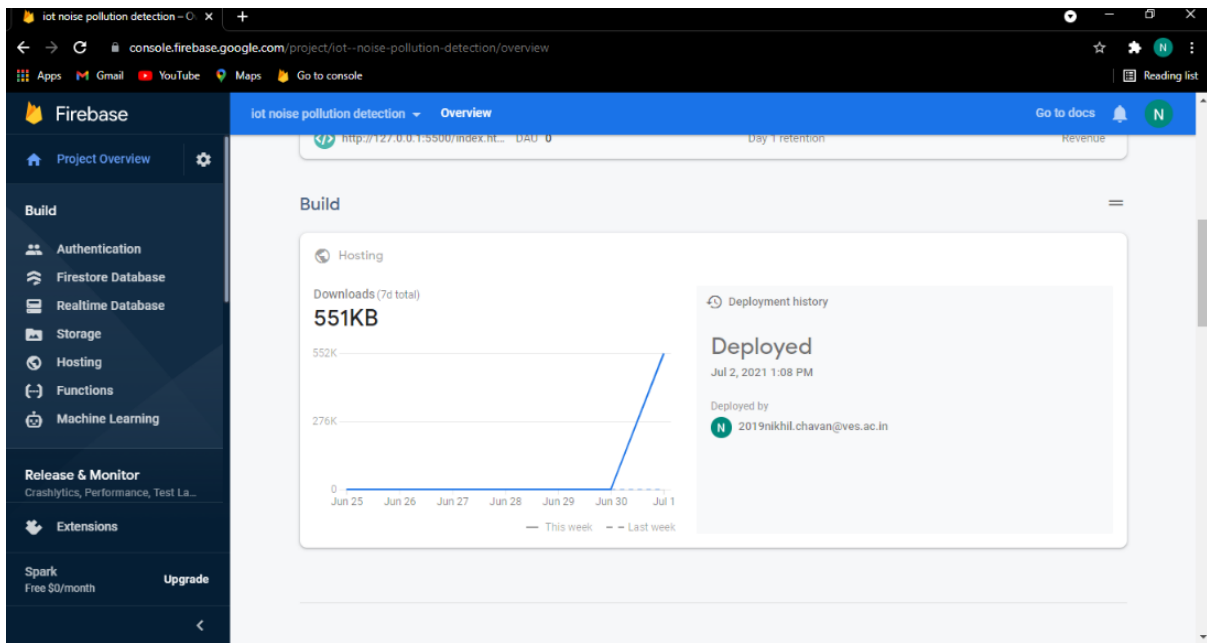 iot noise pollution detection – O
console.firebase.google.com/project/iot--noise-pollution-detection/overview
N
Apps Gmail YouTube Maps Go to console Reading list
Firebase
iot noise pollution detection Overview Go to docs N
http://127.0.0.1:5500/index.ht... DAU 0 Day 1 retention Revenue
Project Overview
Build
Authentication
Firestore Database
Realtime Database
Storage
Hosting
Functions
Machine Learning
Release & Monitor
Crashlytics, Performance, Test La...
Extensions
Spark
Free $0/month
Upgrade
Build
Hosting
Downloads (7d total)
551KB
552K
276K
0
Jun 25 Jun 26 Jun 27 Jun 28 Jun 29 Jun 30 Jul 1
This week Last week
Deployment history
Deployed
Jul 2, 2021 1:08 PM
Deployed by
N 2019nikhil.chavan@ves.ac.in